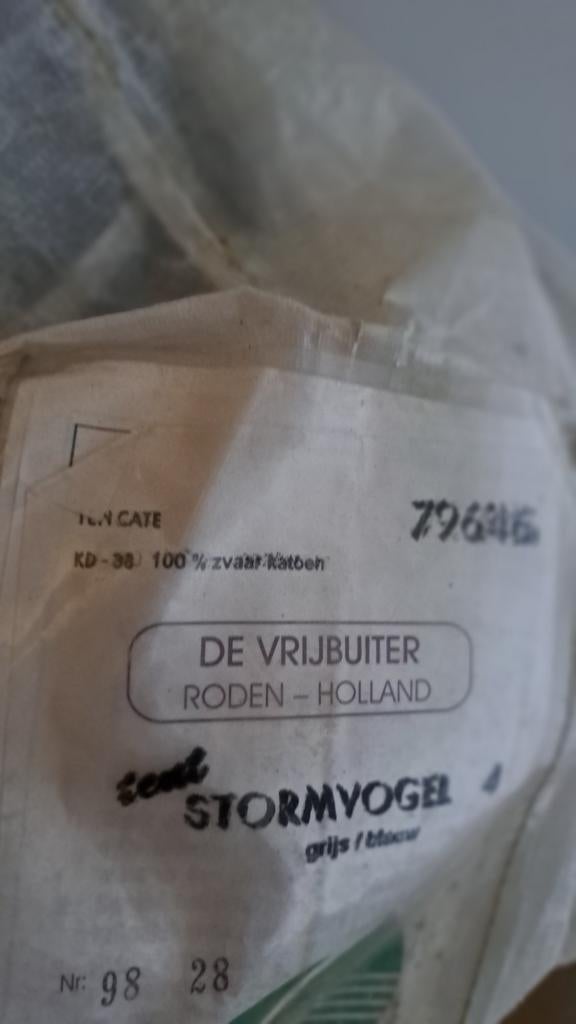 TEN CATE
79646
KD - 38 100 % zvaar katoen
DE VRIJBUITER
RODEN – HOLLAND
tent
STORMVOGEL 4
grijs / blauw
Nr: 98 28